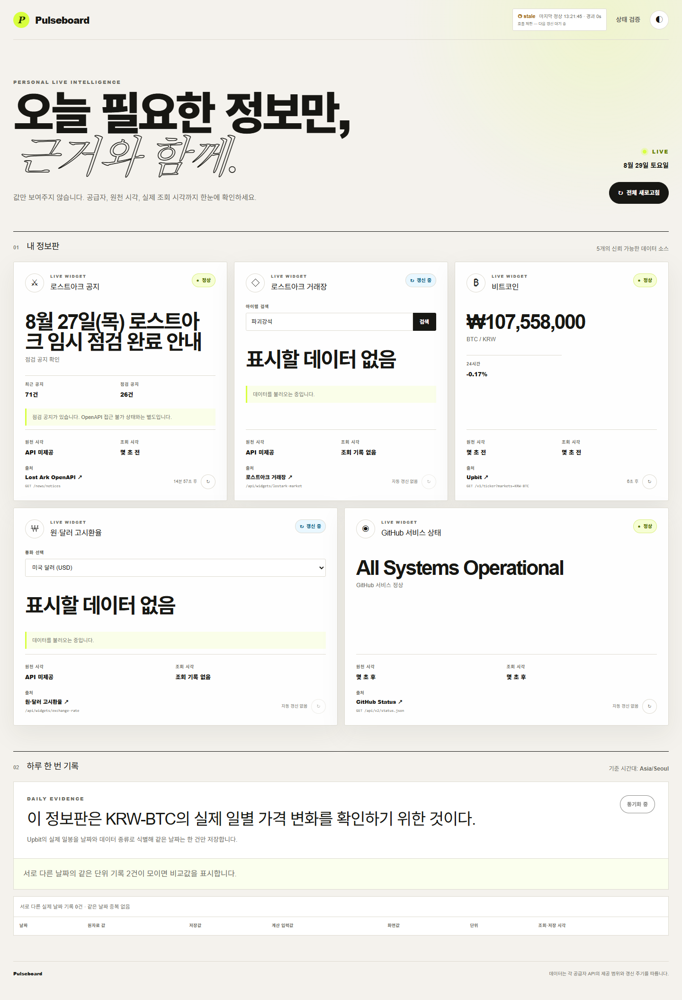 P Pulseboard
stale 마지막 정상 13:21:45 · 경과 0s
호출 제한 — 다음 갱신 대기 중
상태 검증
PERSONAL LIVE INTELLIGENCE
오늘 필요한 정보만,
근거와 함께.
값만 보여주지 않습니다. 공급자, 원천 시각, 실제 조회 시각까지 한눈에 확인하세요.
LIVE
8월 29일 토요일
↻ 전체 새로고침
01 내 정보판
5개의 신뢰 가능한 데이터 소스
LIVE WIDGET
로스트아크 공지
● 정상
8월 27일(목) 로스트아
크 임시 점검 완료 안내
점검 공지 확인
최근 공지 점검 공지
71건 26건
점검 공지가 있습니다. OpenAPI 접근 불가 상태와는 별도입니다.
원천 시각 조회 시각
API 미제공 몇 초 전
출처
Lost Ark OpenAPI ↗
GET /news/notices
14분 57초 후 ↻
LIVE WIDGET
로스트아크 거래장
↻ 갱신 중
아이템 검색
파괴강석 검색
표시할 데이터 없음
데이터를 불러오는 중입니다.
원천 시각 조회 시각
API 미제공 조회 기록 없음
출처
로스트아크 거래장 ↗
/api/widgets/lostark-market
자동 갱신 없음 ↻
LIVE WIDGET
₿ 비트코인
● 정상
₩107,558,000
BTC / KRW
24시간
-0.17%
원천 시각 조회 시각
몇 초 전 몇 초 전
출처
Upbit ↗
GET /v1/ticker?markets=KRW-BTC
6초 후 ↻
LIVE WIDGET
₩ 원·달러 고시환율
↻ 갱신 중
통화 선택
미국 달러 (USD)
표시할 데이터 없음
데이터를 불러오는 중입니다.
원천 시각 조회 시각
API 미제공 조회 기록 없음
출처
원·달러 고시환율 ↗
/api/widgets/exchange-rate
자동 갱신 없음 ↻
LIVE WIDGET
GitHub 서비스 상태
● 정상
All Systems Operational
GitHub 서비스 정상
원천 시각 조회 시각
몇 초 후 몇 초 후
출처
GitHub Status ↗
GET /api/v2/status.json
자동 갱신 없음 ↻
02 하루 한 번 기록
기준 시간대: Asia/Seoul
DAILY EVIDENCE
이 정보판은 KRW-BTC의 실제 일별 가격 변화를 확인하기 위한 것이다.
동기화 중
Upbit의 실제 일봉을 날짜와 데이터 종류로 식별해 같은 날짜는 한 건만 저장합니다.
서로 다른 날짜의 같은 단위 기록 2건이 모이면 비교값을 표시합니다.
서로 다른 실제 날짜 기록 0건 · 같은 날짜 중복 없음
날짜 원자료 값 저장값 계산 입력값 화면값 단위 조회·저장 시각
Pulseboard
데이터는 각 공급자 API의 제공 범위와 갱신 주기를 따릅니다.